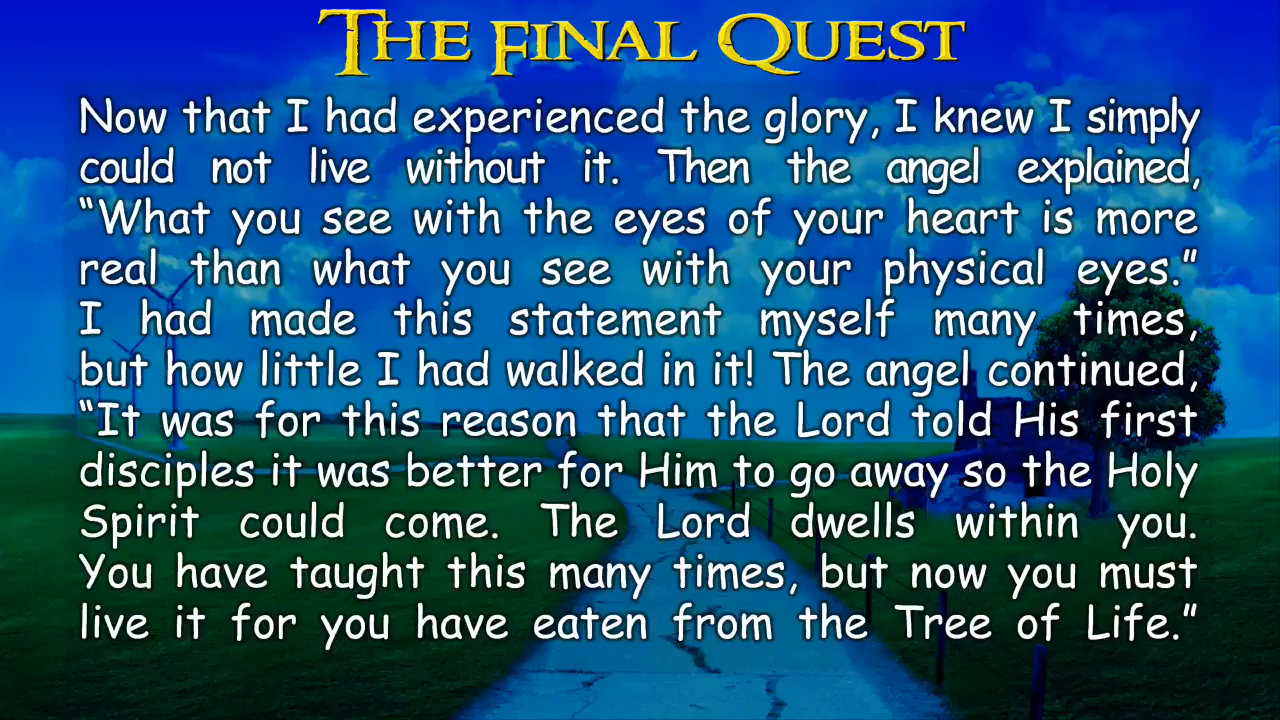 THE FINAL QUEST
Now that I had experienced the glory, I knew I simply
could not live without it. Then the angel explained,
“What you see with the eyes of your heart is more
real than what you see with your physical eyes.”
I had made this statement myself many times,
but how little I had walked in it! The angel continued,
“It was for this reason that the Lord told His first
disciples it was better for Him to go away so the Holy
Spirit could come. The Lord dwells within you.
You have taught this many times, but now you must
live it for you have eaten from the Tree of Life.”